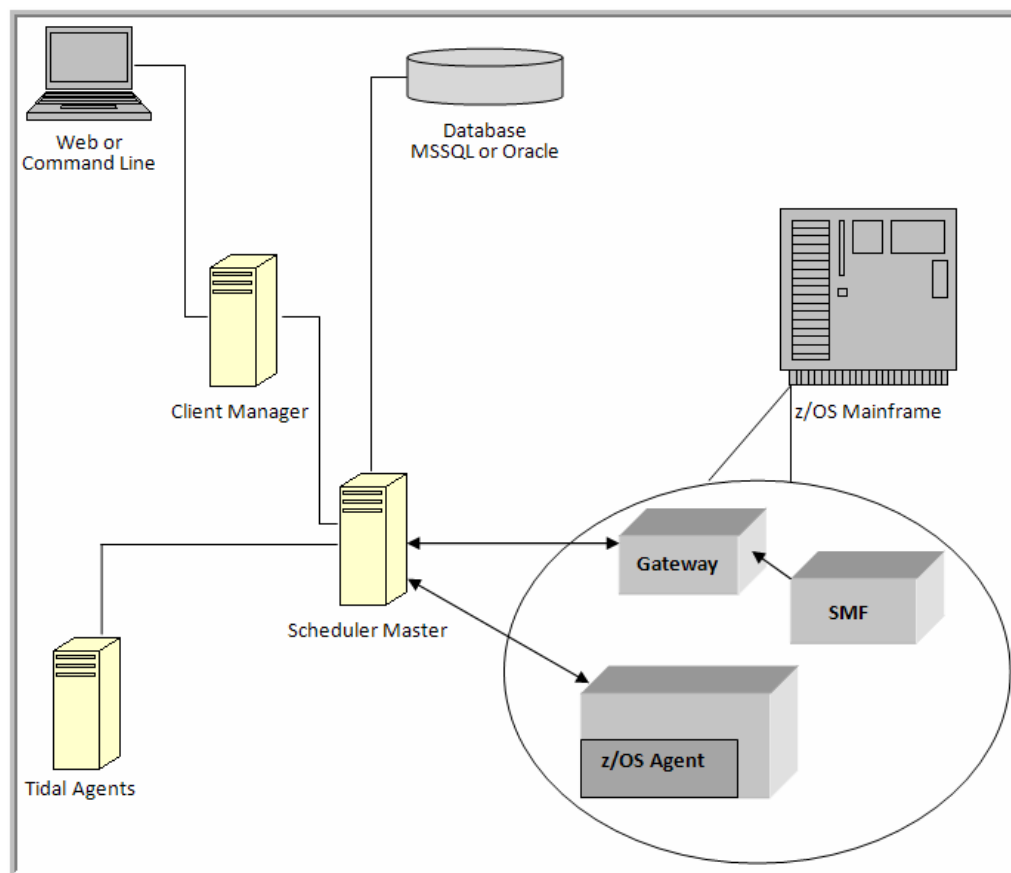 Web or
Command Line
Database
MSSQL or Oracle
Client Manager
z/OS Mainframe
Gateway
SMF
Scheduler Master
z/OS Agent
Tidal Agents